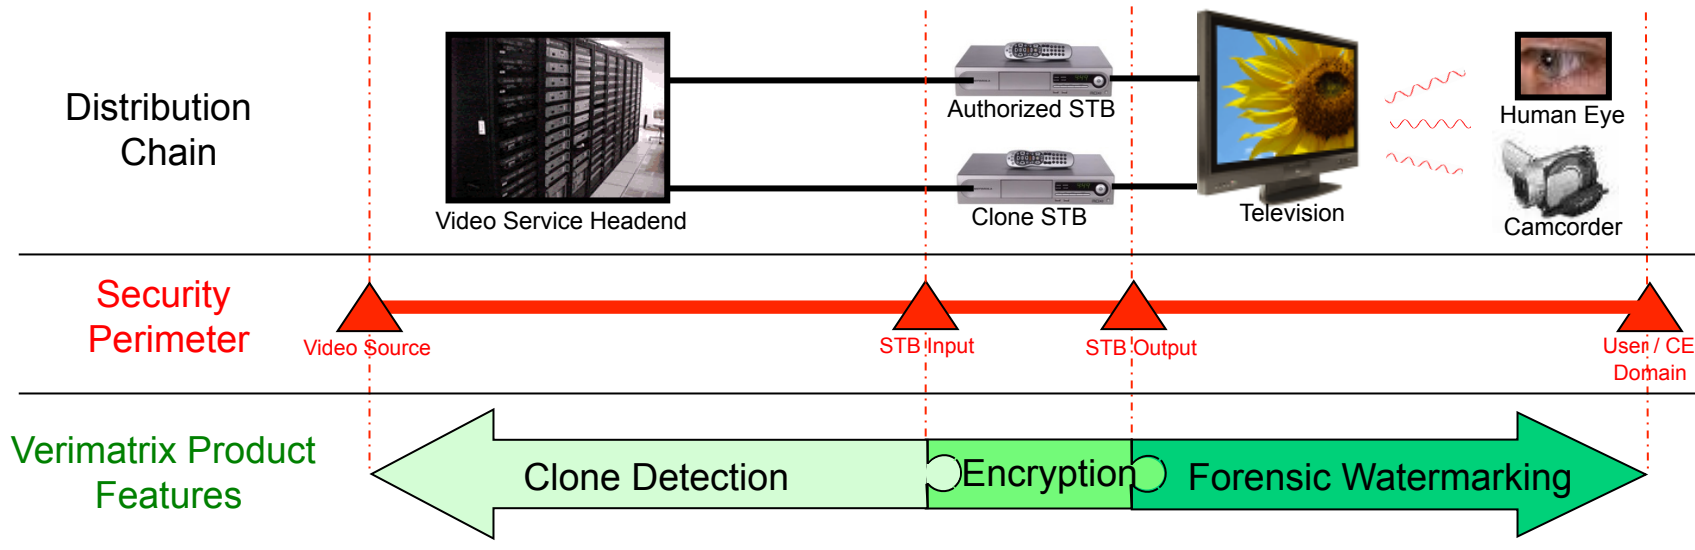 Distribution
Chain
Video Service Headend
Authorized STB
Clone STB
Television
Human Eye
Camcorder
Security
Perimeter
Video Source
STB Input
STB Output
User / CE
Domain
Verimatrix Product
Features
Clone Detection
Encryption
Forensic Watermarking